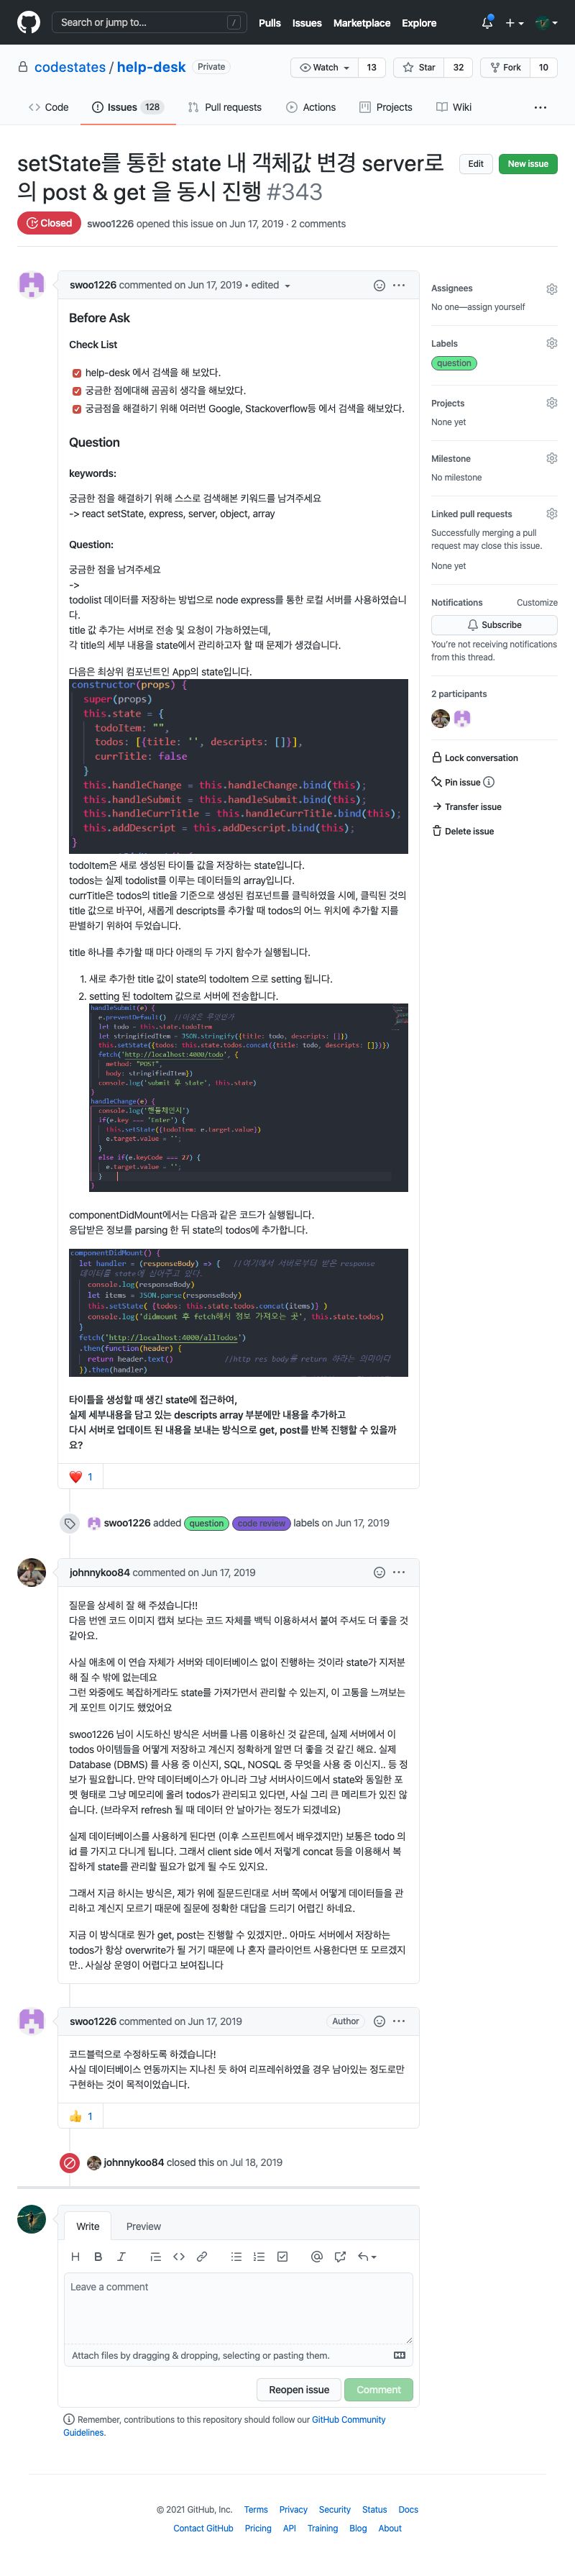 Search or jump to... /
Pulls Issues Marketplace Explore
codestates / help-desk Private
Watch 13 Star 32 Fork 10
Code Issues 128 Pull requests Actions Projects Wiki
setState를 통한 state 내 객체값 변경 server로
의 post & get 을 동시 진행 #343
Edit New issue
Closed swoo1226 opened this issue on Jun 17, 2019 · 2 comments
swoo1226 commented on Jun 17, 2019 • edited
Before Ask
Check List
help-desk 에서 검색을 해 보았다.
궁금한 점에대해 곰곰히 생각을 해보았다.
궁금점을 해결하기 위해 여러번 Google, Stackoverflow등 에서 검색을 해보았다.
Question
keywords:
궁금한 점을 해결하기 위해 스스로 검색해본 키워드를 남겨주세요
-> react setState, express, server, object, array
Question:
궁금한 점을 남겨주세요
->
todolist 데이터를 저장하는 방법으로 node express를 통한 로컬 서버를 사용하였습니
다.
title 값 추가는 서버로 전송 및 요청이 가능하였는데,
각 title의 세부 내용을 state에서 관리하고자 할 때 문제가 생겼습니다.
다음은 최상위 컴포넌트인 App의 state입니다.
constructor(props) {
super(props)
this.state = {
todoItem: "",
todos: [{title: '', descripts: []}],
currTitle: false
}
this.handleChange = this.handleChange.bind(this);
this.handleSubmit = this.handleSubmit.bind(this);
this.handleCurrTitle = this.handleCurrTitle.bind(this);
this.addDescript = this.addDescript.bind(this);
}
todoItem은 새로 생성된 타이틀 값을 저장하는 state입니다.
todos는 실제 todolist를 이루는 데이터들의 array입니다.
currTitle은 todos의 title을 기준으로 생성된 컴포넌트를 클릭하였을 시에, 클릭된 것의
title 값으로 바꾸어, 새롭게 descripts를 추가할 때 todos의 어느 위치에 추가할 지를
판별하기 위하여 두었습니다.
title 하나를 추가할 때 마다 아래의 두 가지 함수가 실행됩니다.
1. 새로 추가한 title 값이 state의 todoItem 으로 setting 됩니다.
2. setting 된 todoItem 값으로 서버에 전송합니다.
handleSubmit(e) {
e.preventDefault() //이것은 무엇인가
let todo = this.state.todoItem
let stringifiedItem = JSON.stringify({title: todo, descripts: []})
this.setState({todos: this.state.todos.concat({title: todo, descripts: []})})
fetch('http://localhost:4000/todo', {
method: "POST",
body: stringifiedItem})
console.log('submit 후 state', this.state)
}
handleChange(e) {
console.log('핸들체인지')
if(e.key === 'Enter') {
this.setState({todoItem: e.target.value})
e.target.value = '';
}
else if(e.keyCode === 27) {
e.target.value = '';
}
}
componentDidMount에서는 다음과 같은 코드가 실행됩니다.
응답받은 정보를 parsing 한 뒤 state의 todos에 추가합니다.
componentDidMount() {
let handler = (responseBody) => { //여기에서 서버로부터 받은 response
데이터를 state에 심어주고 있다.
console.log(responseBody)
let items = JSON.parse(responseBody)
this.setState( {todos: this.state.todos.concat(items)} )
console.log('didmount 후 fetch해서 정보 가져오는 곳', this.state.todos)
}
fetch('http://localhost:4000/allTodos')
.then(function(header) {
return header.text() //http res body를 return 하라는 의미이다
}).then(handler)
타이틀을 생성할 때 생긴 state에 접근하여,
실제 세부내용을 담고 있는 descripts array 부분에만 내용을 추가하고
다시 서버로 업데이트 된 내용을 보내는 방식으로 get, post를 반복 진행할 수 있을까
요?
1
swoo1226 added question code review labels on Jun 17, 2019
johnnykoo84 commented on Jun 17, 2019
질문을 상세히 잘 해 주셨습니다!!
다음 번엔 코드 이미지 캡쳐 보다는 코드 자체를 백틱 이용하셔서 붙여 주셔도 더 좋을 것
같아요.
사실 애초에 이 연습 자체가 서버와 데이터베이스 없이 진행하는 것이라 state가 지저분
해 질 수 밖에 없는데요
그런 와중에도 복잡하게라도 state를 가져가면서 관리할 수 있는지, 이 고통을 느껴보는
게 포인트 이기도 했었어요
swoo1226 님이 시도하신 방식은 서버를 나름 이용하신 것 같은데, 실제 서버에서 이
todos 아이템들을 어떻게 저장하고 계신지 정확하게 알면 더 좋을 것 같긴 해요. 실제
Database (DBMS) 를 사용 중 이신지, SQL, NOSQL 중 무엇을 사용 중 이신지.. 등 정
보가 필요합니다. 만약 데이터베이스가 아니라 그냥 서버사이드에서 state와 동일한 포
멧 형태로 그냥 메모리에 올려 todos가 관리되고 있다면, 사실 그리 큰 메리트가 있진 않
습니다. (브라우저 refresh 될 때 데이터 안 날아가는 정도가 되겠네요)
실제 데이터베이스를 사용하게 된다면 (이후 스프린트에서 배우겠지만) 보통은 todo 의
id 를 가지고 다니게 됩니다. 그래서 client side 에서 저렇게 concat 등을 이용해서 복
잡하게 state를 관리할 필요가 없게 될 수도 있지요.
그래서 지금 하시는 방식은, 제가 위에 질문드린대로 서버 쪽에서 어떻게 데이터들을 관
리하고 계신지 모르기 때문에 질문에 정확한 대답을 드리기 어렵긴 하네요.
지금 이 방식대로 뭔가 get, post는 진행할 수 있겠지만.. 아마도 서버에서 저장하는
todos가 항상 overwrite가 될 거기 때문에 나 혼자 클라이언트 사용한다면 또 모르겠지
만.. 사실상 운영이 어렵다고 보여집니다
swoo1226 commented on Jun 17, 2019 Author
코드블럭으로 수정하도록 하겠습니다!
사실 데이터베이스 연동까지는 지나친 듯 하여 리프레쉬하였을 경우 남아있는 정도로만
구현하는 것이 목적이었습니다.
1
johnnykoo84 closed this on Jul 18, 2019
Write Preview
Leave a comment
Attach files by dragging & dropping, selecting or pasting them.
Reopen issue Comment
Remember, contributions to this repository should follow our GitHub Community
Guidelines.
Assignees
No one—assign yourself
Labels
question
Projects
None yet
Milestone
No milestone
Linked pull requests
Successfully merging a pull
request may close this issue.
None yet
Notifications Customize
Subscribe
You're receiving notifications
from this thread.
2 participants
Lock conversation
Pin issue
Transfer issue
Delete issue
© 2021 GitHub, Inc. Terms Privacy Security Status Docs
Contact GitHub Pricing API Training Blog About